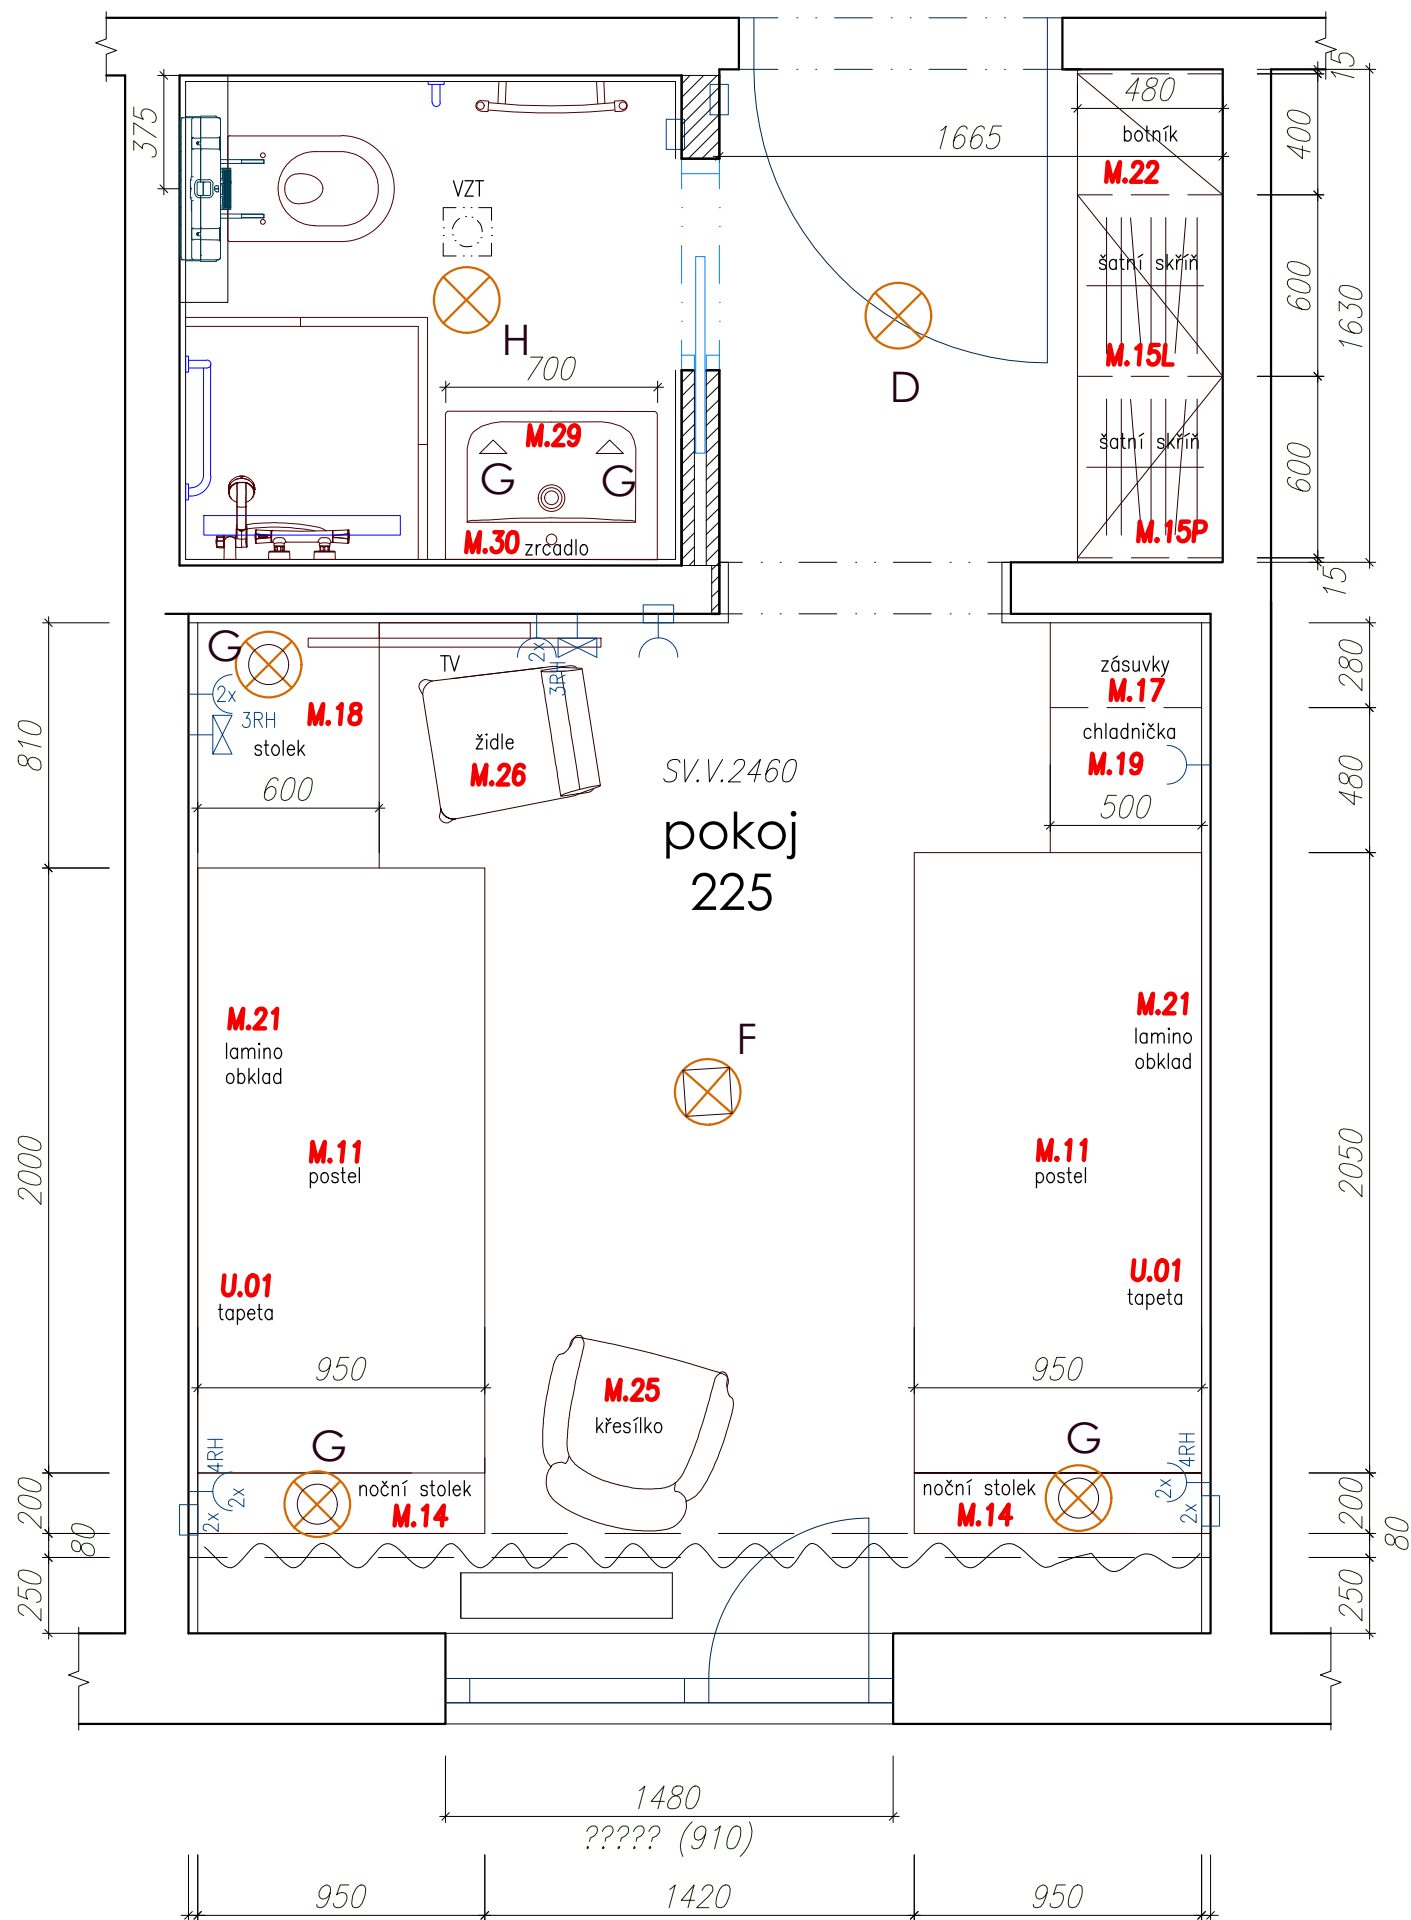 15
480
375
botník
400
1665
M.22
VZT
šatní skříň
600
1630
H
M.15L
700
D
M.29
šatní skříň
600
G
G
M.15P
M.30
zrcadlo
15
G
TV
2x
3RH
zásuvky
280
M.17
2x
3RH
M.18
810
stolek
židle
M.26
chladnička
M.19
480
SV.V.2460
600
500
pokoj
225
M.21
lamino
obklad
M.21
lamino
obklad
F
M.11
postel
M.11
postel
2000
2050
U.01
tapeta
U.01
tapeta
950
950
M.25
křesílko
G
G
4RH
2x
2x
4RH
2x
2x
noční stolek
M.14
noční stolek
M.14
200
200
80
80
250
250
1480
????? (910)
950
1420
950